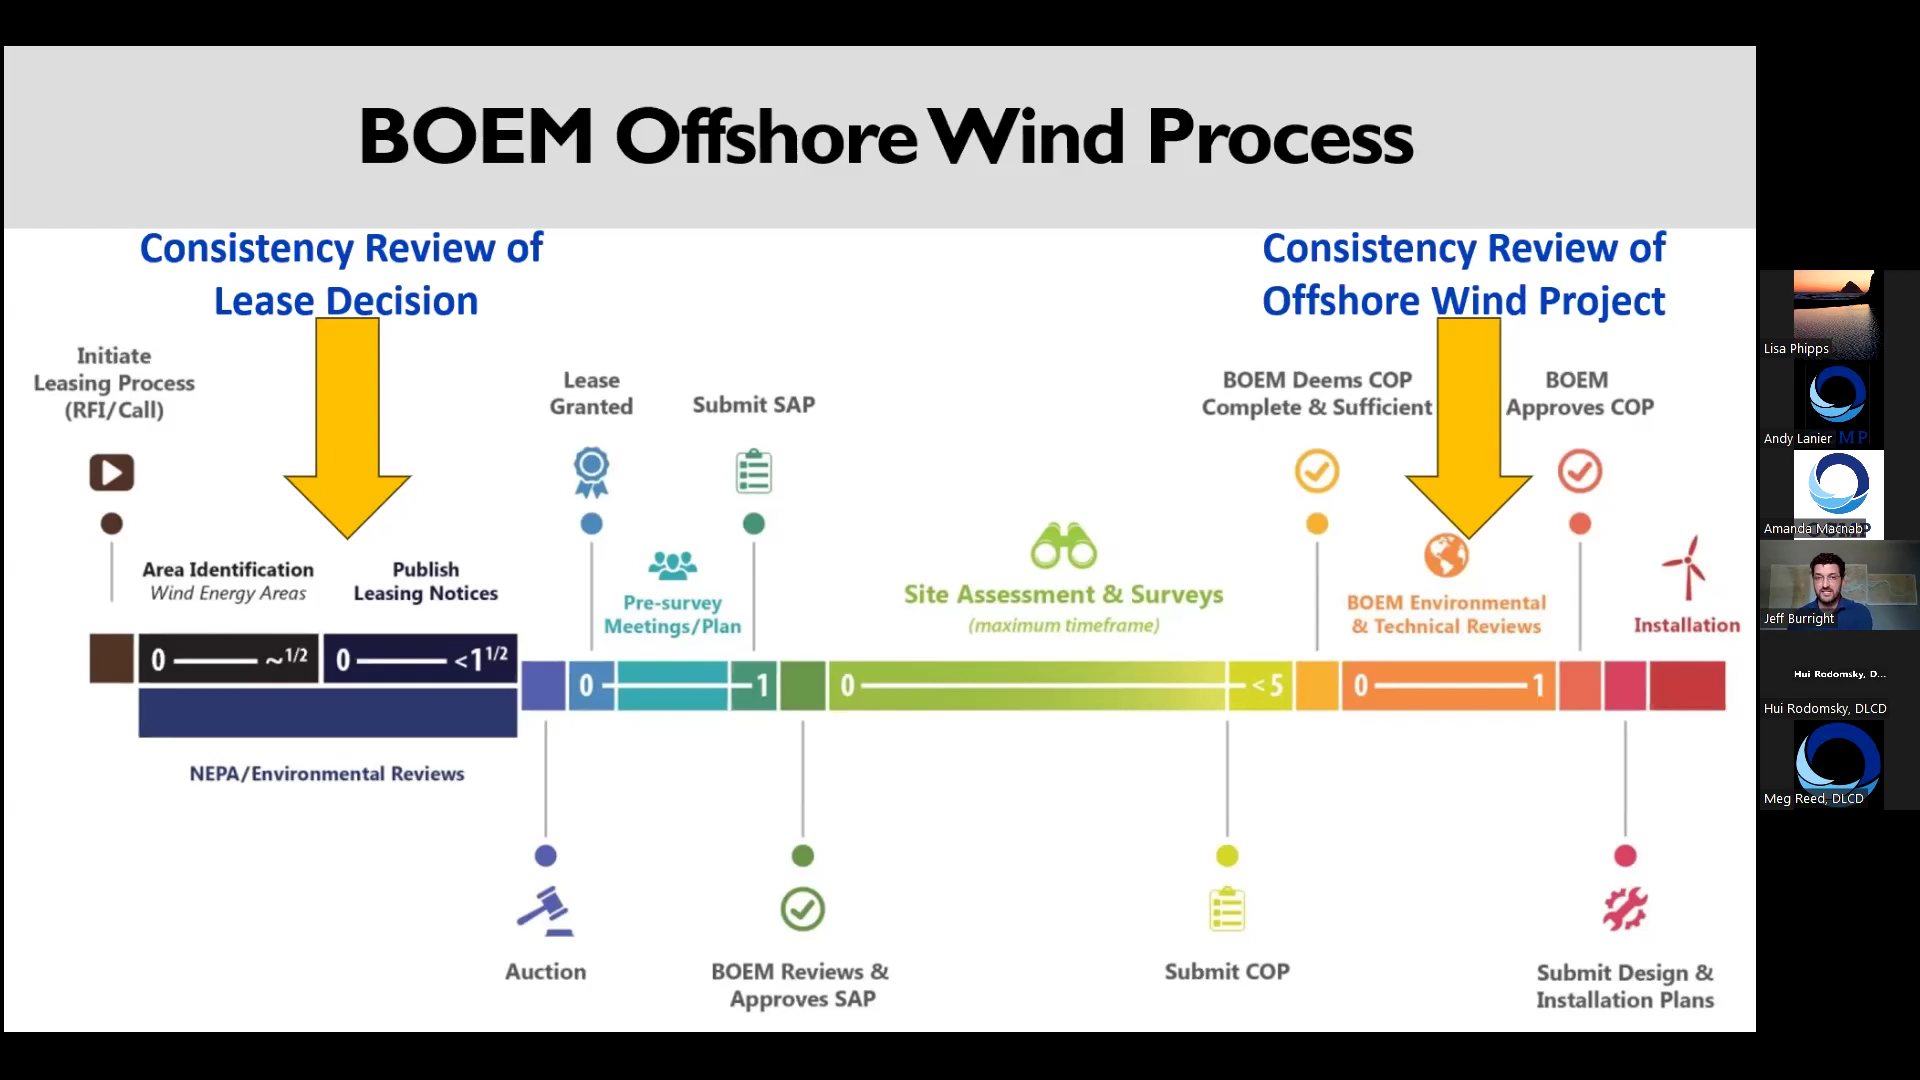 BOEM Offshore Wind Process
Consistency Review of
Lease Decision
Consistency Review of
Offshore Wind Project
Initiate
Leasing Process
(RFI/Call)
Lease
Granted
Submit SAP
BOEM Deems COP
Complete & Sufficient
BOEM
Approves COP
Area Identification
Wind Energy Areas
Publish
Leasing Notices
Pre-survey
Meetings/Plan
Site Assessment & Surveys
(maximum timeframe)
BOEM Environmental
& Technical Reviews
Installation
0 ~1/2
0 <1 1/2
0 1
0 <5
0 1
NEPA/Environmental Reviews
Auction
BOEM Reviews &
Approves SAP
Submit COP
Submit Design &
Installation Plans
Lisa Phipps
Andy Lanier
Amanda Macnab
Jeff Burright
Hui Rodomsky, D...
Hui Rodomsky, DLCD
Meg Reed, DLCD